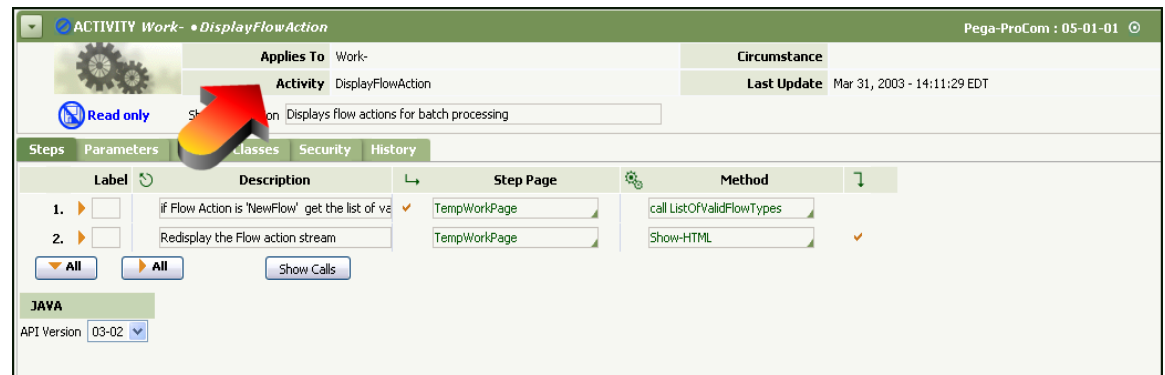 ACTIVITY Work- • DisplayFlowAction Pega-ProCom : 05-01-01
Applies To Work- Circumstance
Activity DisplayFlowAction Last Update Mar 31, 2003 - 14:11:29 EDT
Read only Displays flow actions for batch processing
Steps Parameters Classes Security History
Label Description Step Page Method
1. if Flow Action is 'NewFlow' get the list of va TempWorkPage call ListOfValidFlowTypes
2. Redisplay the Flow action stream TempWorkPage Show-HTML
All All Show Calls
JAVA
API Version 03-02